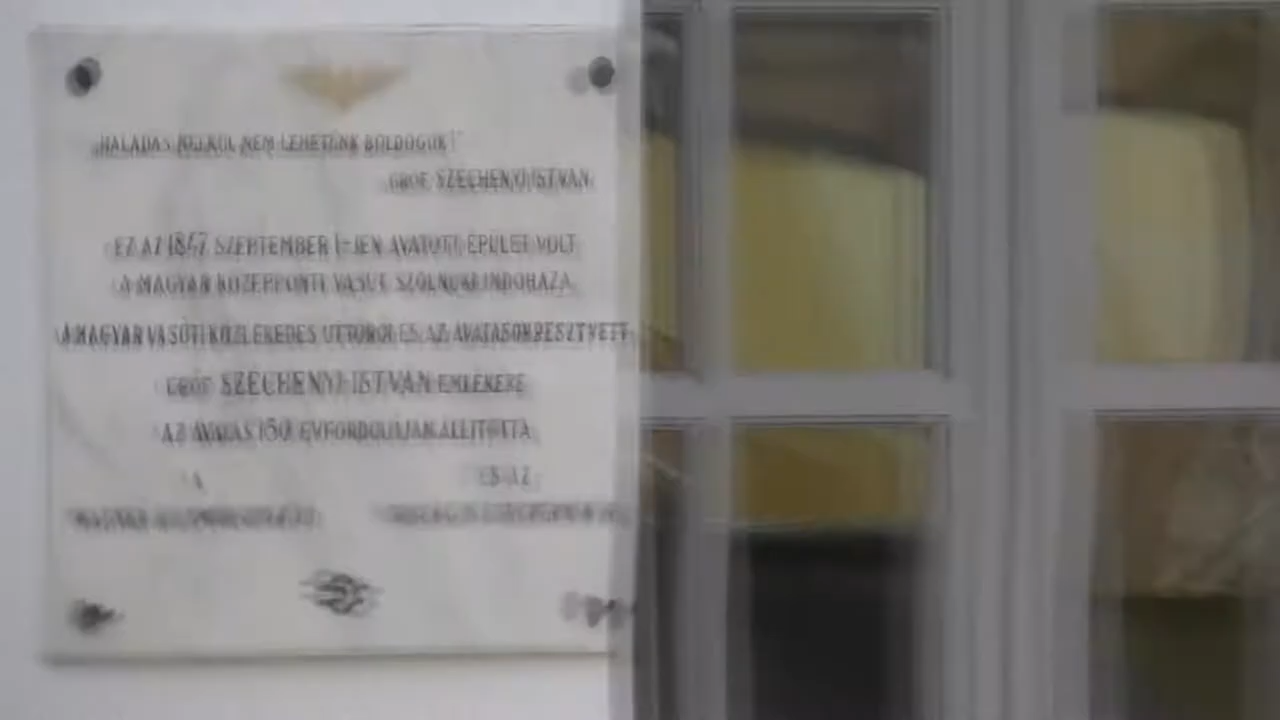 „HALADÁS NÉLKÜL NEM LEHETÜNK BOLDOGOK!"
GRÓF SZÉCHENYI ISTVÁN
EZ AZ 1847 SZEPTEMBER 1-JÉN AVATOTT ÉPÜLET VOLT
A MAGYAR KÖZÉPPONTI VASÚT SZOLNOKI INDÓHÁZA
A MAGYAR VASÚTI KÖZLEKEDÉS ÚTTÖRŐI ÉS AZ AVATÁSON RÉSZTVETT
GRÓF SZÉCHENYI ISTVÁN EMLÉKÉRE
AZ AVATÁS 150. ÉVFORDULÓJÁN ÁLLÍTOTTA
A ÉS AZ